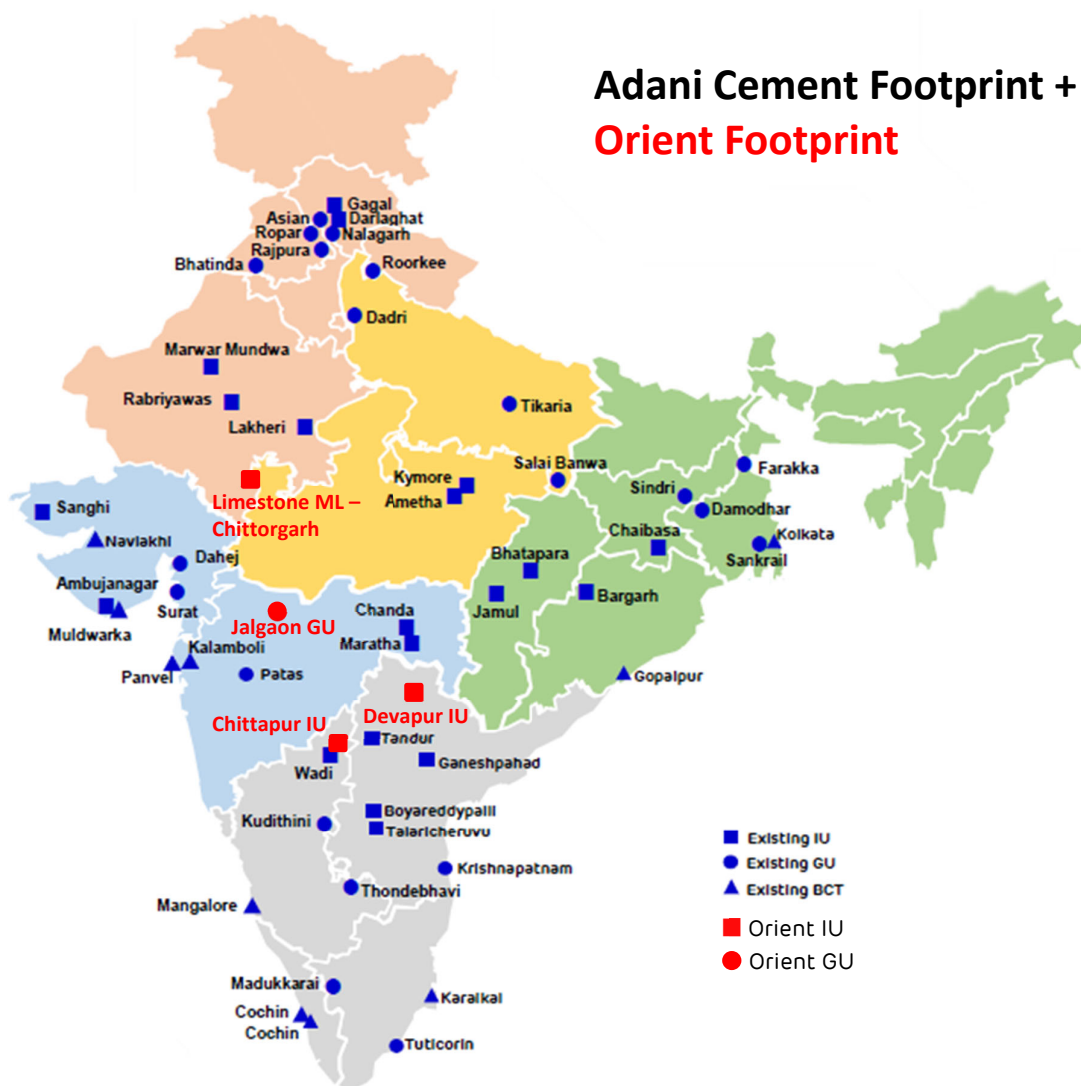 Adani Cement Footprint +
Orient Footprint
Gagal
Asian
Darlaghat
Ropar
Nalagarh
Rajpura
Bhatinda
Roorkee
Dadri
Marwar Mundwa
Rabriyawas
Tikaria
Lakheri
Kymore
Salai Banwa
Farakka
Ametha
Sindri
Limestone ML –
Chittorgarh
Sanghi
Damodhar
Navlakhi
Chaibasa
Kolkata
Dahej
Bhatapara
Sankrail
Ambujanagar
Surat
Chanda
Jamul
Bargarh
Muldwarka
Jalgaon GU
Maratha
Kalamboli
Panvel
Patas
Gopalpur
Chittapur IU
Devapur IU
Tandur
Wadi
Ganeshpahad
Boyareddypalli
Kudithini
Talaricheruvu
Krishnapatnam
Thondebhavi
Mangalore
Madukkarai
Karaikal
Cochin
Cochin
Tuticorin
Existing IU
Existing GU
Existing BCT
Orient IU
Orient GU